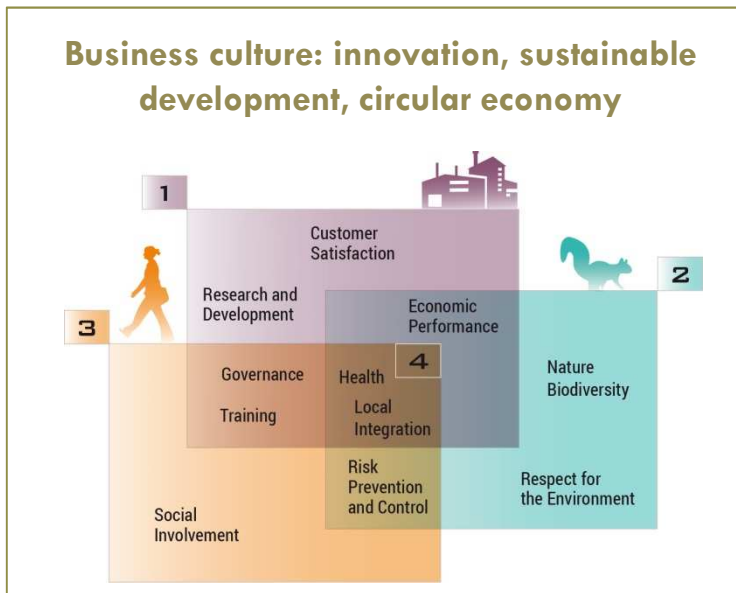 Business culture: innovation, sustainable
development, circular economy
1
Customer
Satisfaction
2
Research and
Development
Economic
Performance
3
4
Governance
Health
Nature
Biodiversity
Training
Local
Integration
Risk
Prevention
and Control
Respect for
the Environment
Social
Involvement